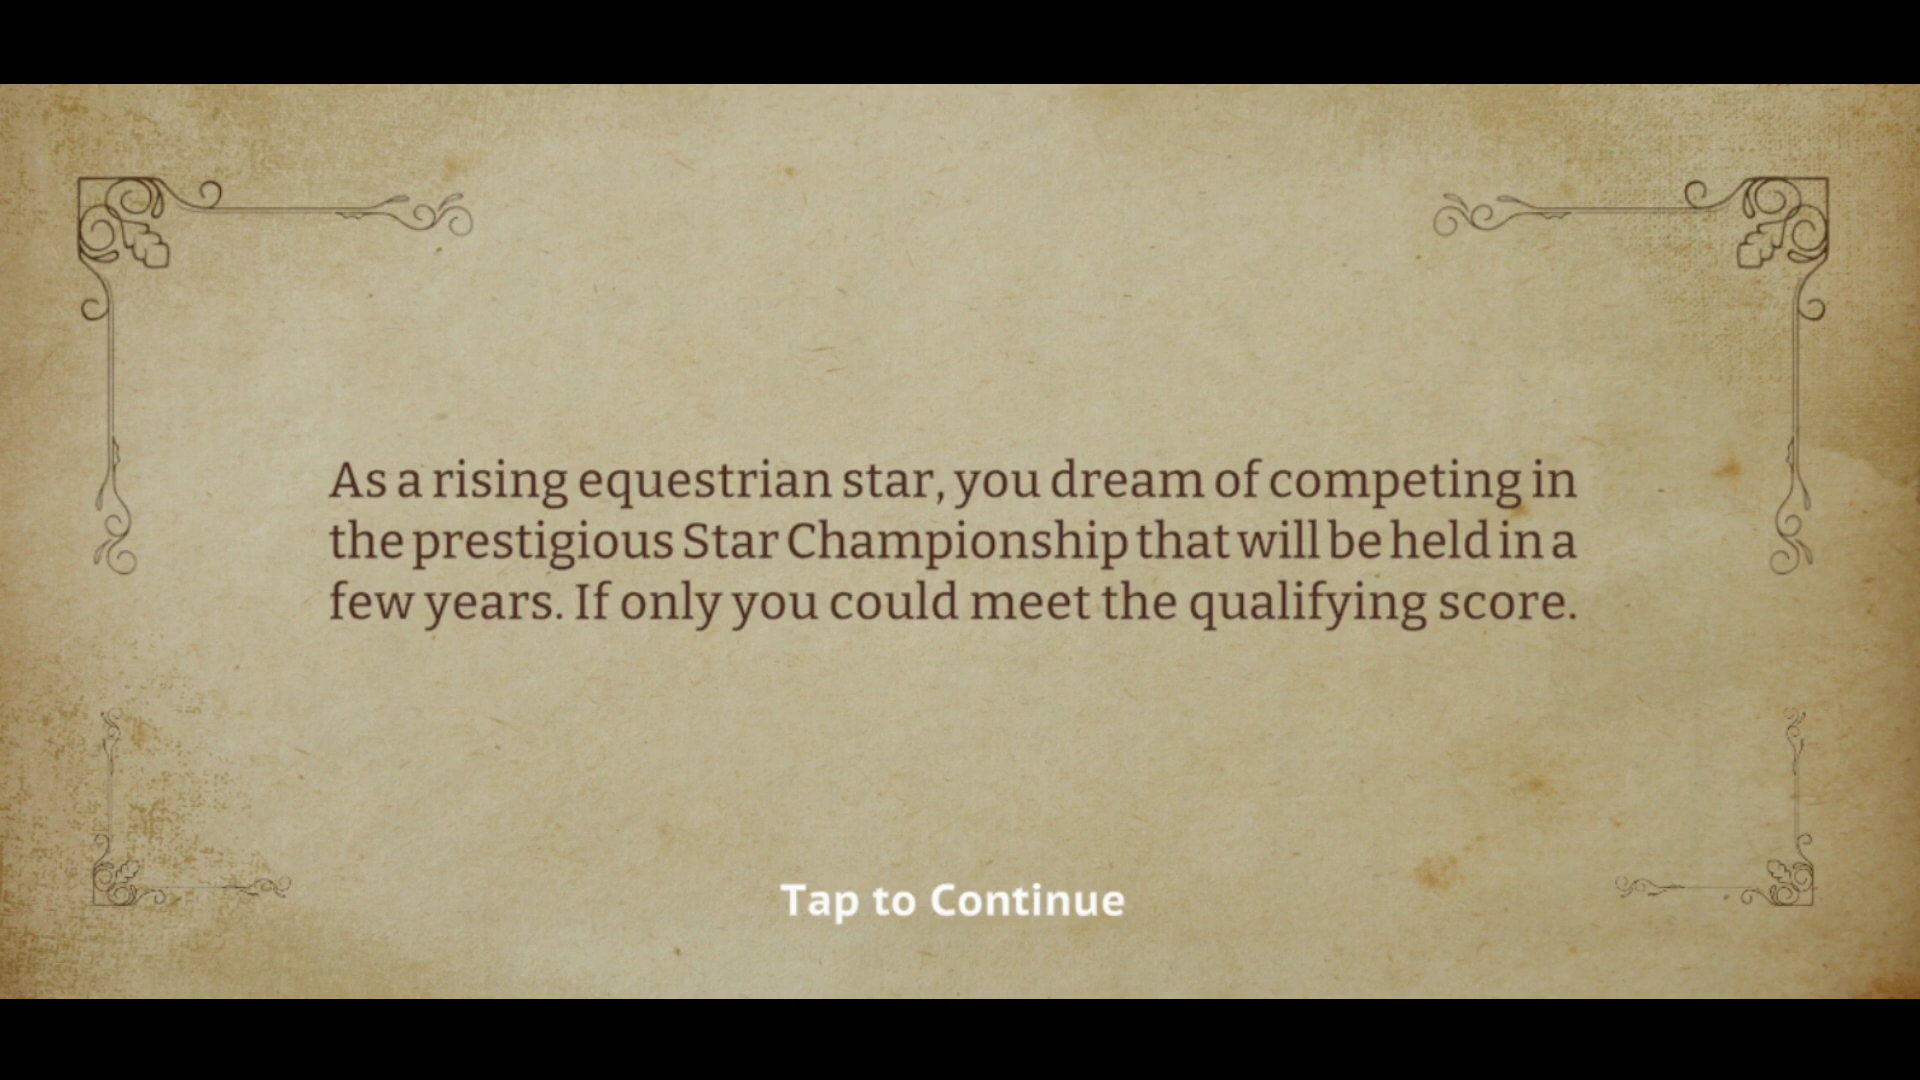 As a rising equestrian star, you dream of competing in
the prestigious Star Championship that will be held in a
few years. If only you could meet the qualifying score.
Tap to Continue